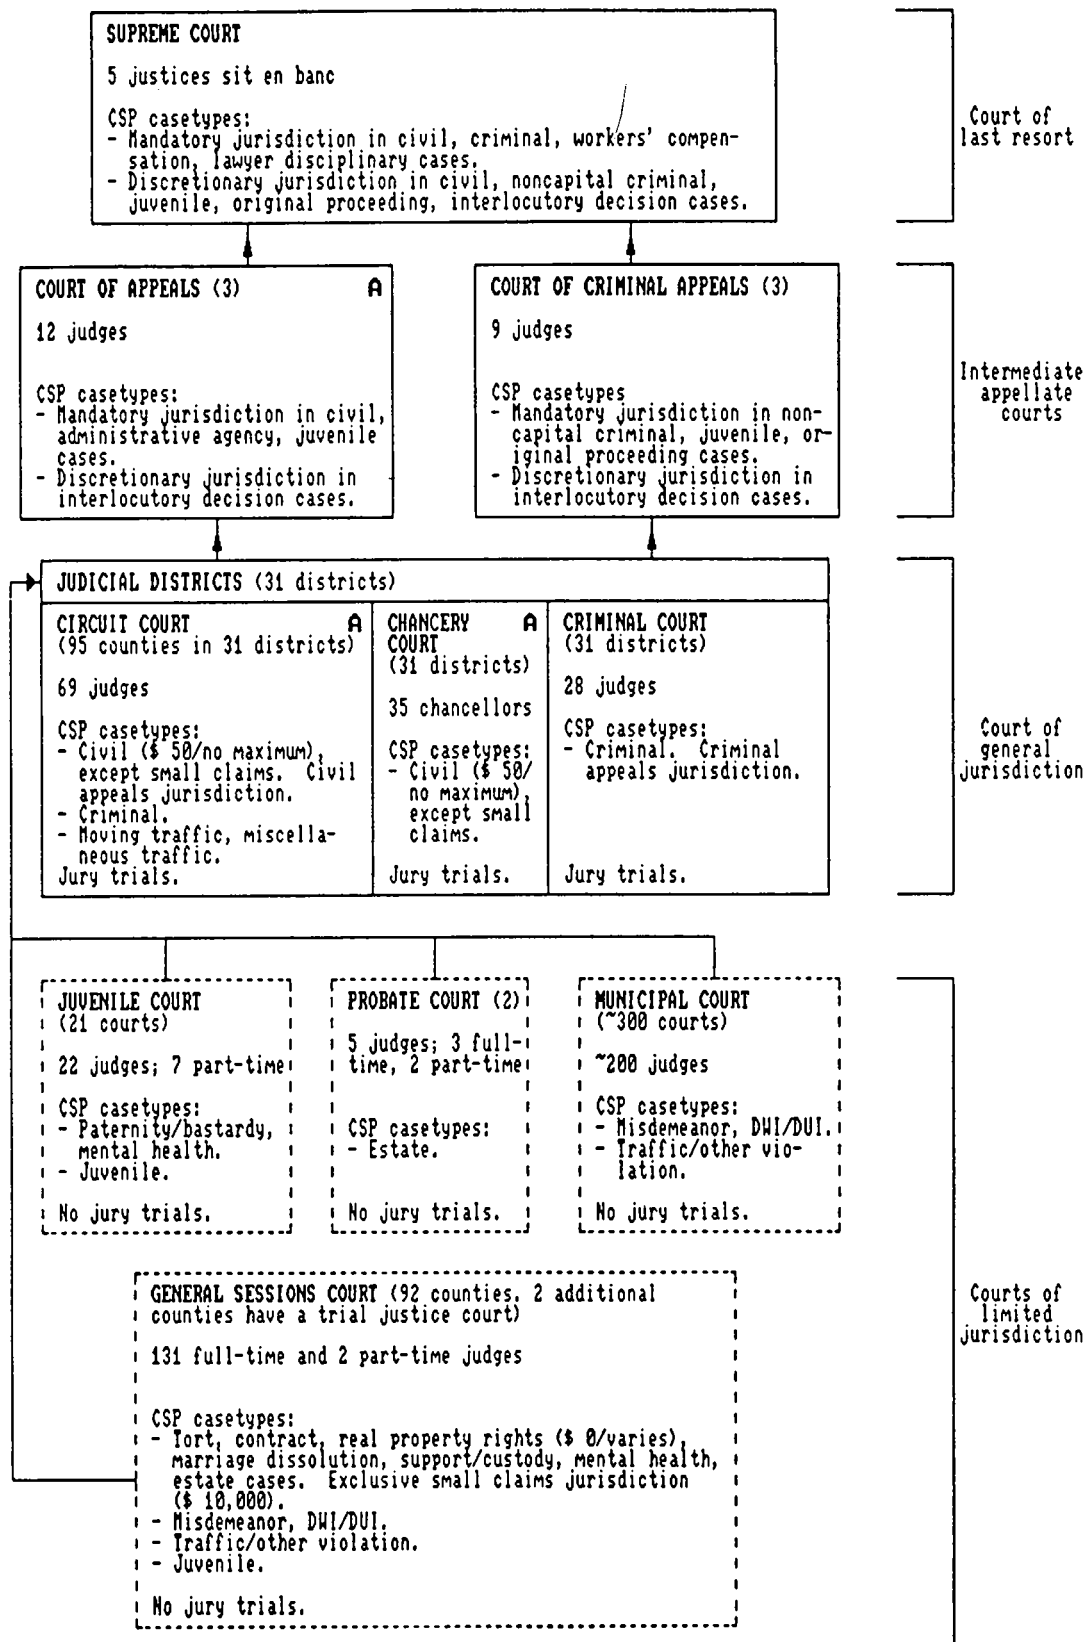 SUPREME COURT
5 justices sit en banc
CSP casetypes:
- Mandatory jurisdiction in civil, criminal, workers' compen-
sation, lawyer disciplinary cases.
- Discretionary jurisdiction in civil, noncapital criminal,
juvenile, original proceeding, interlocutory decision cases.
Court of
last resort
COURT OF APPEALS (3) A
12 judges
CSP casetypes:
- Mandatory jurisdiction in civil,
administrative agency, juvenile
cases.
- Discretionary jurisdiction in
interlocutory decision cases.
COURT OF CRIMINAL APPEALS (3)
9 judges
CSP casetypes
- Mandatory jurisdiction in non-
capital criminal, juvenile, or-
iginal proceeding cases.
- Discretionary jurisdiction in
interlocutory decision cases.
Intermediate
appellate
courts
JUDICIAL DISTRICTS (31 districts)
CIRCUIT COURT A
(95 counties in 31 districts)
69 judges
CSP casetypes:
- Civil ($ 50/no maximum),
except small claims. Civil
appeals jurisdiction.
- Criminal.
- Moving traffic, miscella-
neous traffic.
Jury trials.
CHANCERY A
COURT
(31 districts)
35 chancellors
CSP casetypes:
- Civil ($ 50/
no maximum),
except small
claims.
Jury trials.
CRIMINAL COURT
(31 districts)
28 judges
CSP casetypes:
- Criminal. Criminal
appeals jurisdiction.
Jury trials.
Court of
general
jurisdiction
JUVENILE COURT
(21 courts)
22 judges; 7 part-time
CSP casetypes:
- Paternity/bastardy,
mental health.
- Juvenile.
No jury trials.
PROBATE COURT (2)
5 judges; 3 full-
time, 2 part-time
CSP casetypes:
- Estate.
No jury trials.
MUNICIPAL COURT
(~300 courts)
~200 judges
CSP casetypes:
- Misdemeanor, DWI/DUI.
- Traffic/other vio-
lation.
No jury trials.
GENERAL SESSIONS COURT (92 counties. 2 additional
counties have a trial justice court)
131 full-time and 2 part-time judges
CSP casetypes:
- Tort, contract, real property rights ($ 0/varies),
marriage dissolution, support/custody, mental health,
estate cases. Exclusive small claims jurisdiction
($ 10,000).
- Misdemeanor, DWI/DUI.
- Traffic/other violation.
- Juvenile.
No jury trials.
Courts of
limited
jurisdiction